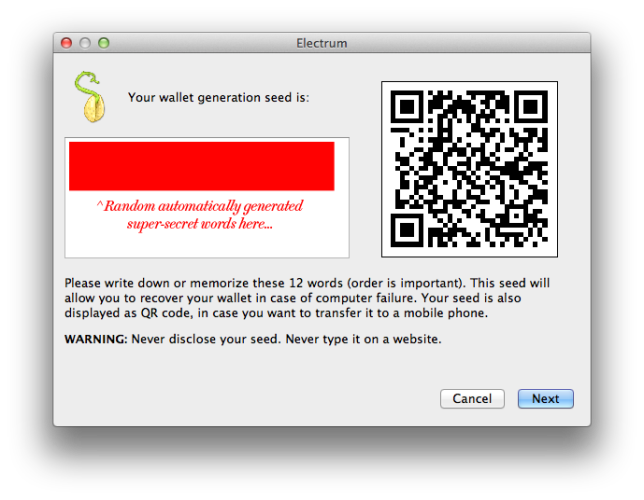 Electrum
Your wallet generation seed is:
^Random automatically generated
super-secret words here...
Please write down or memorize these 12 words (order is important). This seed will
allow you to recover your wallet in case of computer failure. Your seed is also
displayed as QR code, in case you want to transfer it to a mobile phone.
WARNING: Never disclose your seed. Never type it on a website.
Cancel
Next